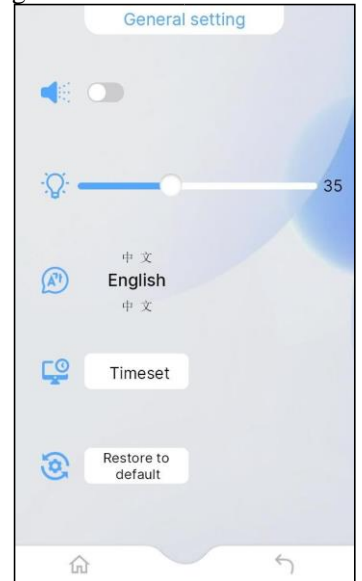 General setting
35
中 文
English
中 文
Timeset
Restore to
default